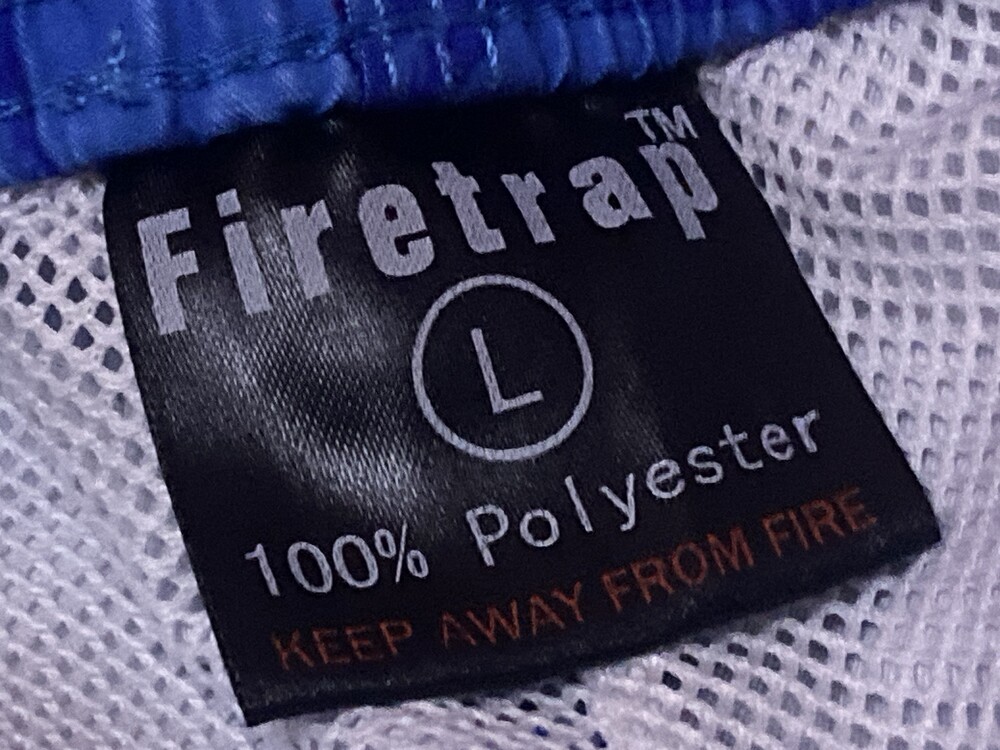 Firetrap™
L
100% Polyester
KEEP AWAY FROM FIRE